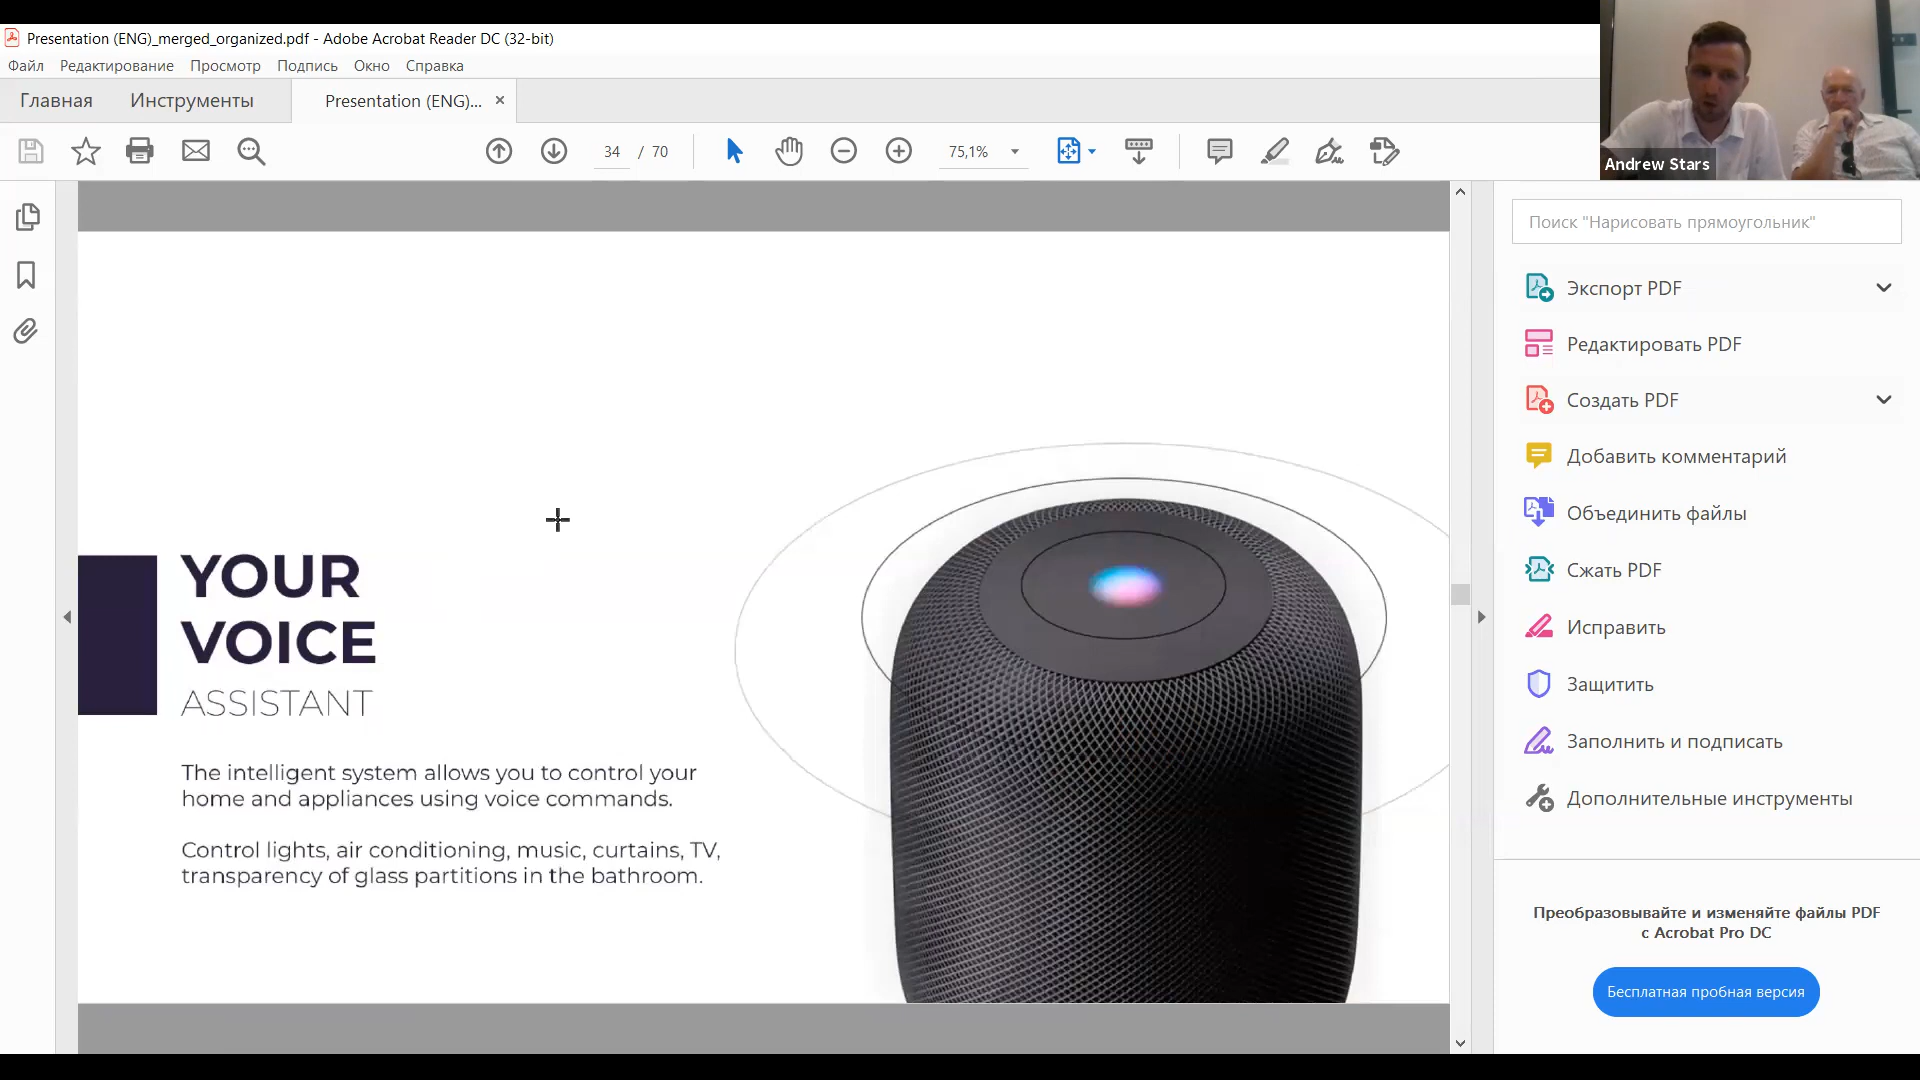 Presentation (ENG)_merged_organized.pdf - Adobe Acrobat Reader DC (32-bit)
Файл Редактирование Просмотр Подпись Окно Справка
Главная Инструменты Presentation (ENG)... ×
34 / 70 75,1%
Andrew Stars
Поиск "Нарисовать прямоугольник"
Экспорт PDF
Редактировать PDF
Создать PDF
Добавить комментарий
Объединить файлы
Сжать PDF
Исправить
Защитить
Заполнить и подписать
Дополнительные инструменты
Преобразовывайте и изменяйте файлы PDF
с Acrobat Pro DC
Бесплатная пробная версия
YOUR
VOICE
ASSISTANT
The intelligent system allows you to control your
home and appliances using voice commands.
Control lights, air conditioning, music, curtains, TV,
transparency of glass partitions in the bathroom.